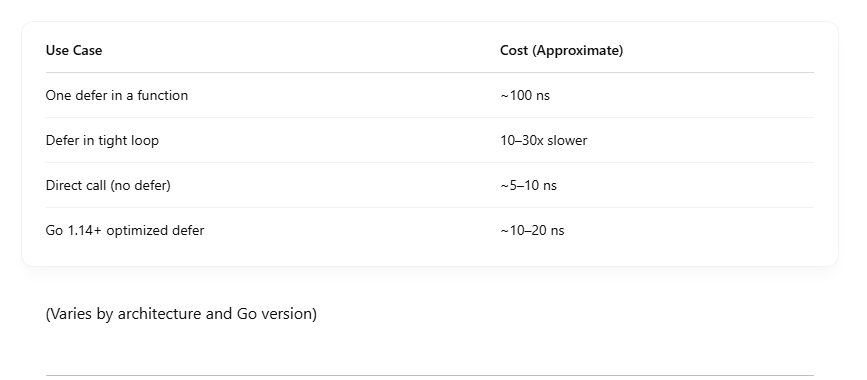 Use Case Cost (Approximate)
One defer in a function ~100 ns
Defer in tight loop 10–30x slower
Direct call (no defer) ~5–10 ns
Go 1.14+ optimized defer ~10–20 ns
(Varies by architecture and Go version)